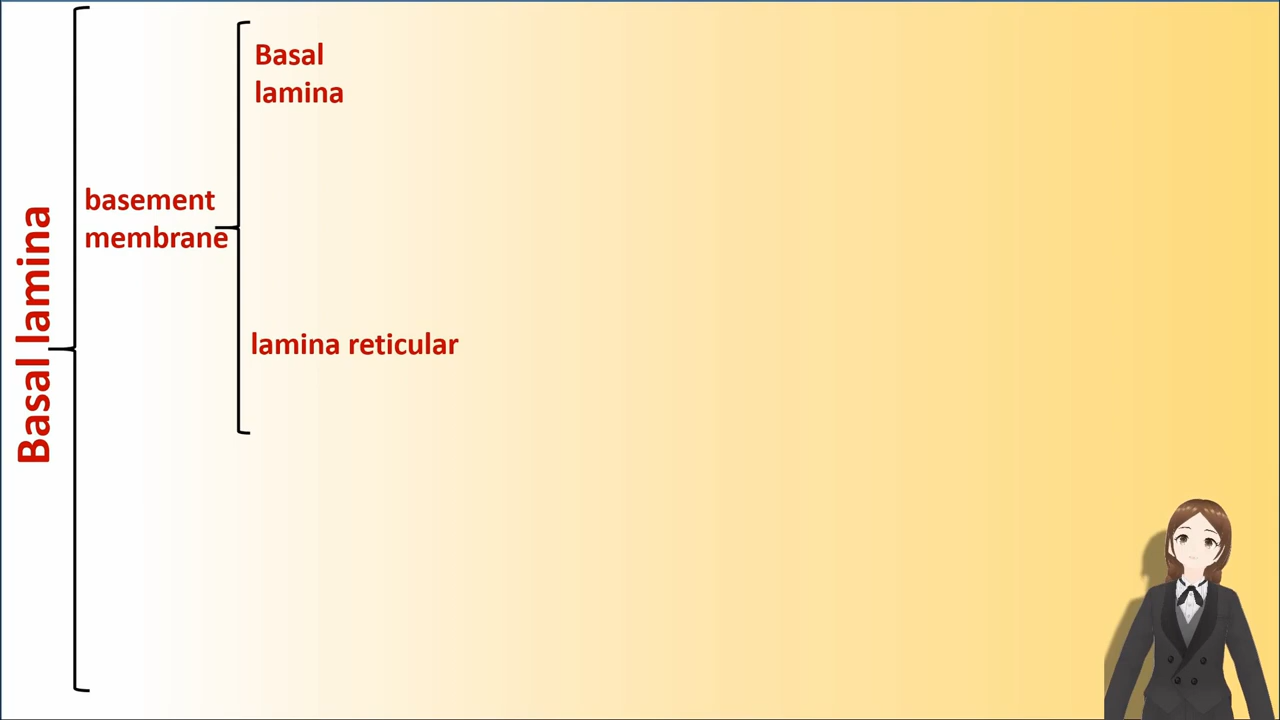 Basal lamina
basement
membrane
Basal
lamina
lamina reticular